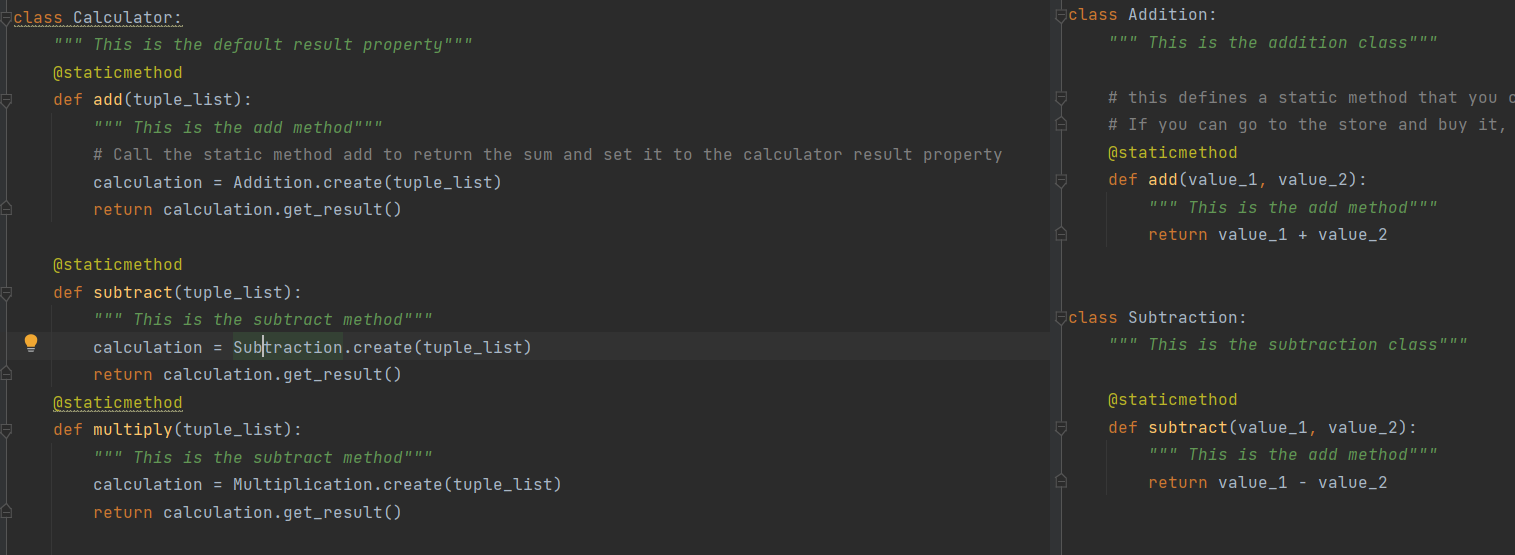 class Calculator:
    """ This is the default result property"""
    @staticmethod
    def add(tuple_list):
        """ This is the add method"""
        # Call the static method add to return the sum and set it to the calculator result property
        calculation = Addition.create(tuple_list)
        return calculation.get_result()
    @staticmethod
    def subtract(tuple_list):
        """ This is the subtract method"""
        calculation = Subtraction.create(tuple_list)
        return calculation.get_result()
    @staticmethod
    def multiply(tuple_list):
        """ This is the subtract method"""
        calculation = Multiplication.create(tuple_list)
        return calculation.get_result()
class Addition:
    """ This is the addition class"""
    # this defines a static method that you
    # If you can go to the store and buy it,
    @staticmethod
    def add(value_1, value_2):
        """ This is the add method"""
        return value_1 + value_2
class Subtraction:
    """ This is the subtraction class"""
    @staticmethod
    def subtract(value_1, value_2):
        """ This is the add method"""
        return value_1 - value_2